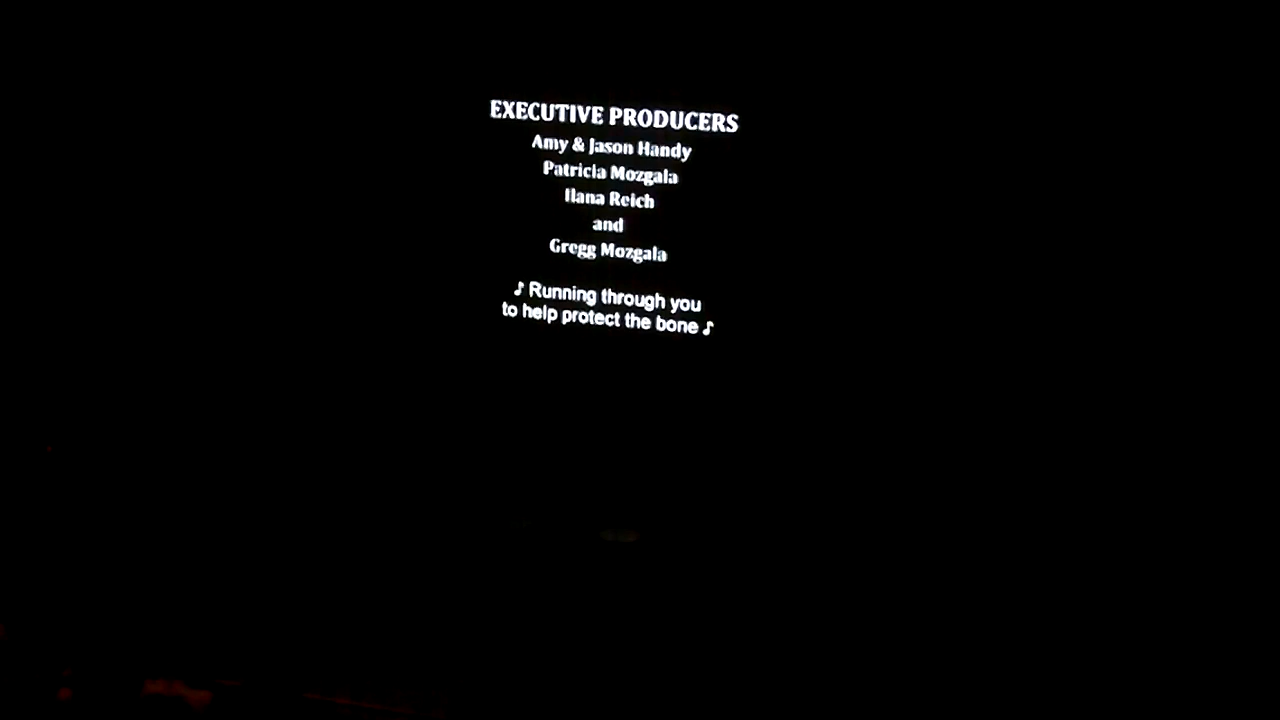 EXECUTIVE PRODUCERS
Amy & Jason Handy
Patricia Mozgala
Ilana Reich
and
Gregg Mozgala
♪ Running through you
to help protect the bone ♪